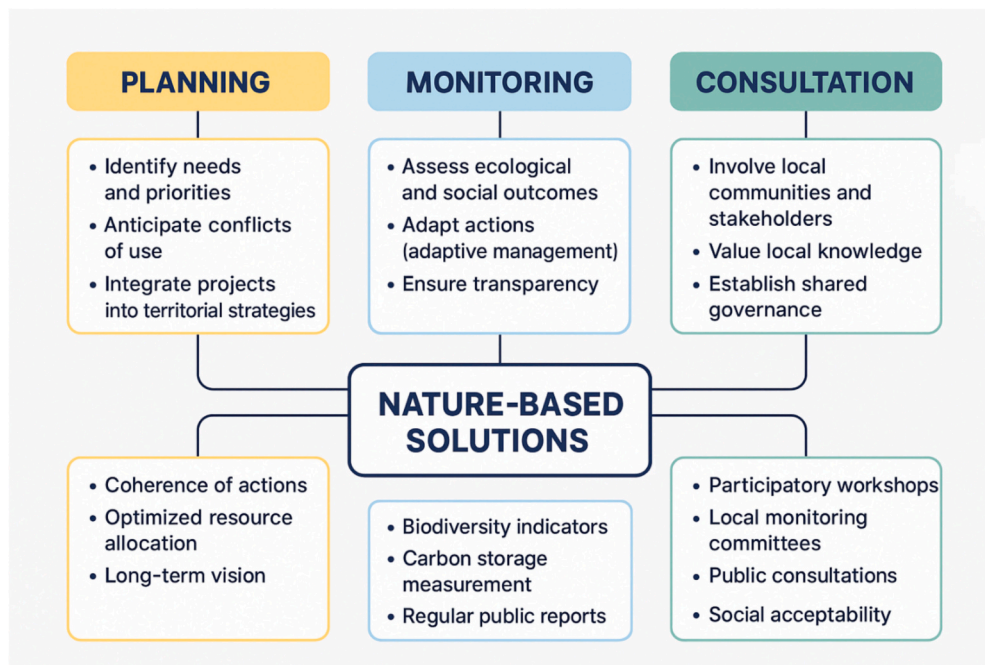 PLANNING
• Identify needs
and priorities
• Anticipate conflicts
of use
• Integrate projects
into territorial strategies
MONITORING
• Assess ecological
and social outcomes
• Adapt actions
(adaptive management)
• Ensure transparency
CONSULTATION
• Involve local
communities and
stakeholders
• Value local knowledge
• Establish shared
governance
NATURE-BASED
SOLUTIONS
• Coherence of actions
• Optimized resource
allocation
• Long-term vision
• Biodiversity indicators
• Carbon storage
measurement
• Regular public reports
• Participatory workshops
• Local monitoring
committees
• Public consultations
• Social acceptability